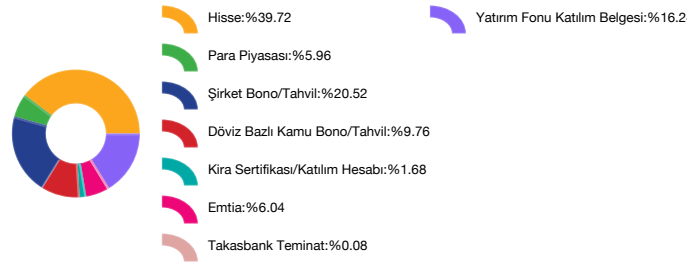 Hisse:%39.72
Para Piyasası:%5.96
Şirket Bono/Tahvil:%20.52
Döviz Bazlı Kamu Bono/Tahvil:%9.76
Kira Sertifikası/Katılım Hesabı:%1.68
Emtia:%6.04
Takasbank Teminat:%0.08
Yatırım Fonu Katılım Belgesi:%16.2